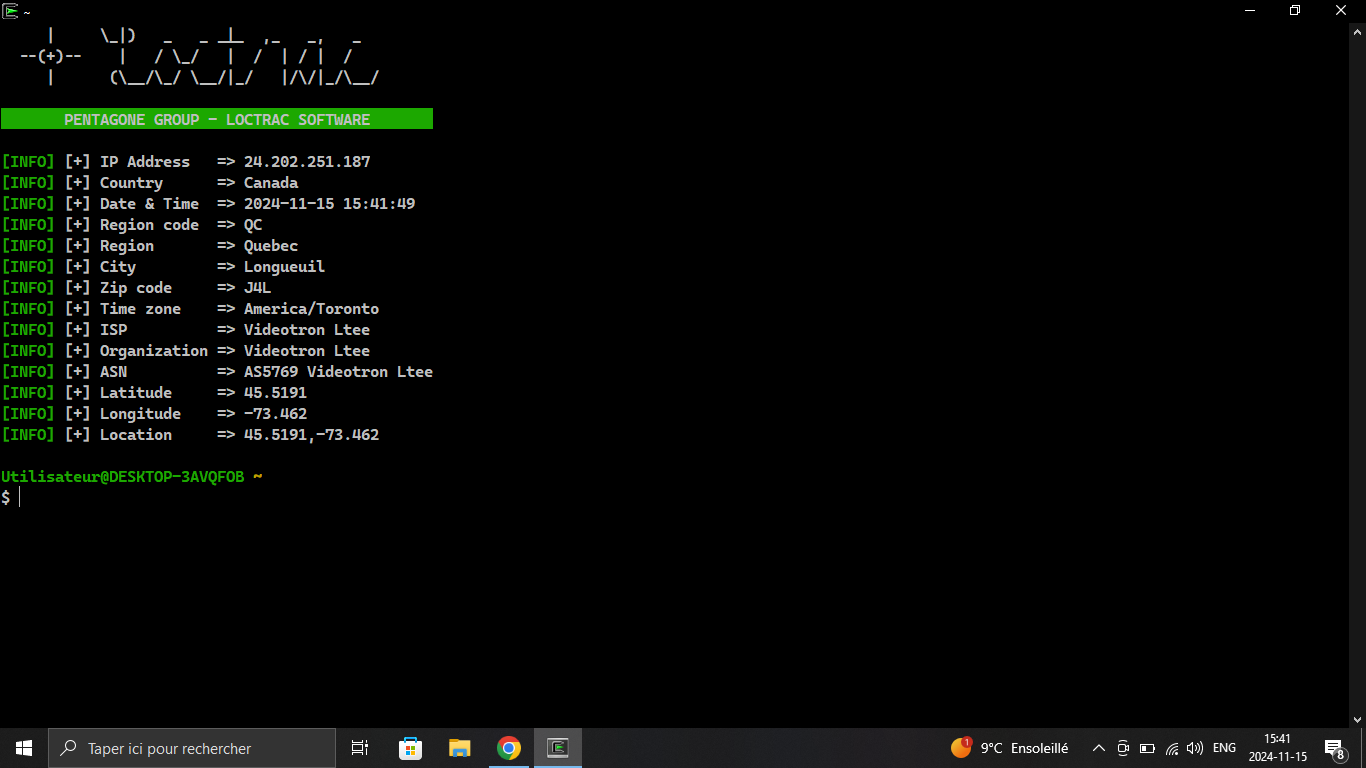 ~
PENTAGONE GROUP - LOCTRAC SOFTWARE
[INFO] [+] IP Address => 24.202.251.187
[INFO] [+] Country => Canada
[INFO] [+] Date & Time => 2024-11-15 15:41:49
[INFO] [+] Region code => QC
[INFO] [+] Region => Quebec
[INFO] [+] City => Longueuil
[INFO] [+] Zip code => J4L
[INFO] [+] Time zone => America/Toronto
[INFO] [+] ISP => Videotron Ltee
[INFO] [+] Organization => Videotron Ltee
[INFO] [+] ASN => AS5769 Videotron Ltee
[INFO] [+] Latitude => 45.5191
[INFO] [+] Longitude => -73.462
[INFO] [+] Location => 45.5191,-73.462
Utilisateur@DESKTOP-3AVQFOB ~
$
Taper ici pour rechercher
1
9°C Ensoleillé
ENG
15:41
2024-11-15
8